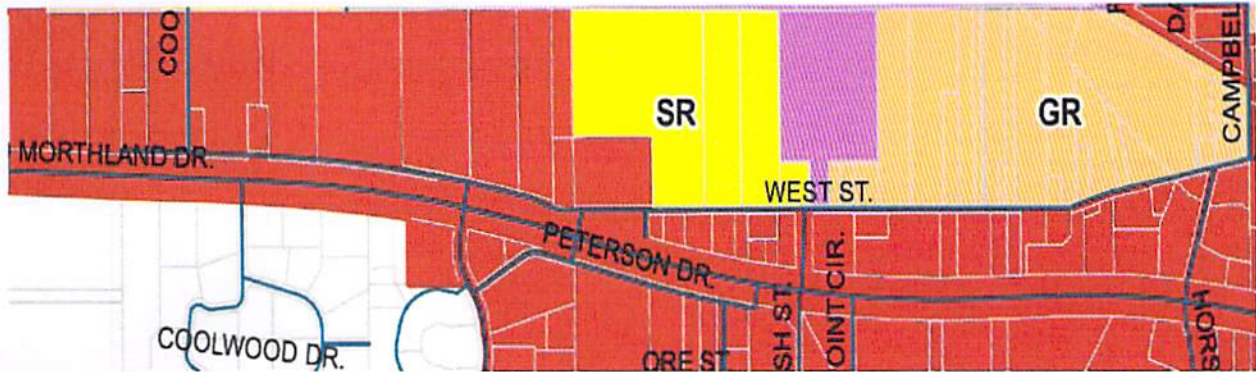 COO
DA
CAMPBEL
SR
GR
MORTHLAND DR.
WEST ST.
PETERSON DR.
OINT CIR.
SH ST.
HORS
COOLWOOD DR.
ORE ST